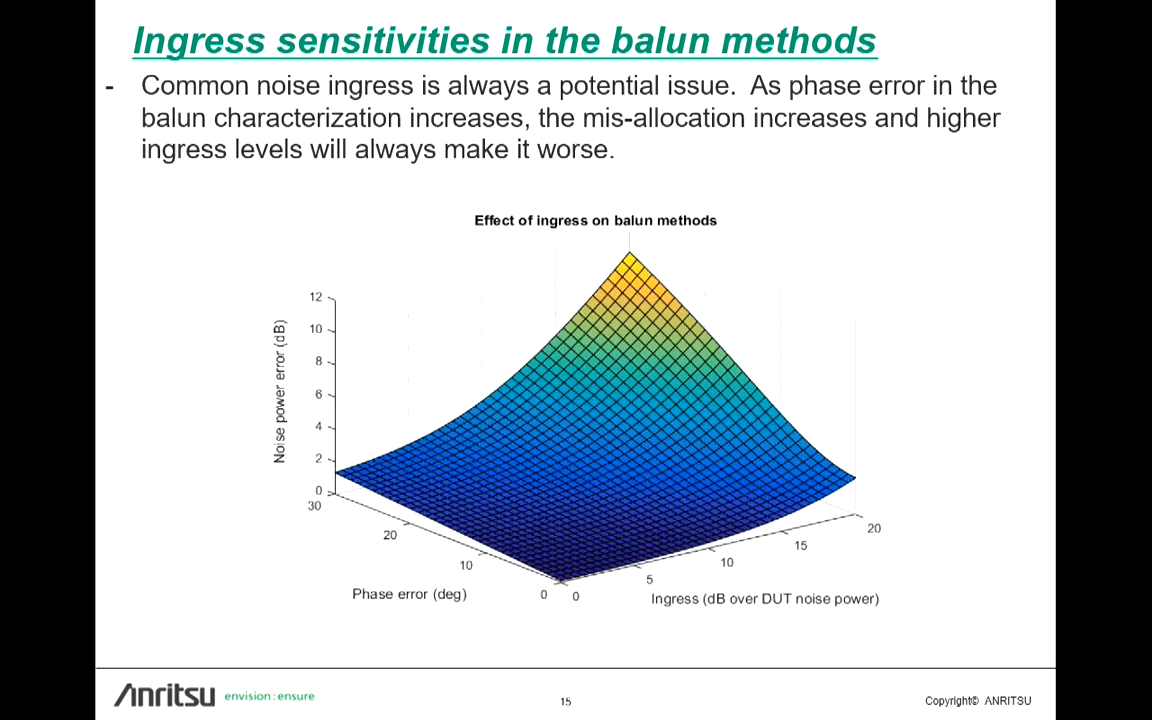 Ingress sensitivities in the balun methods
- Common noise ingress is always a potential issue.  As phase error in the
balun characterization increases, the mis-allocation increases and higher
ingress levels will always make it worse.
Effect of ingress on balun methods
Noise power error (dB)
12
10
8
6
4
2
0
30
20
10
0
Phase error (deg)
0
5
10
15
20
Ingress (dB over DUT noise power)
Anritsu envision : ensure
15
Copyright© ANRITSU